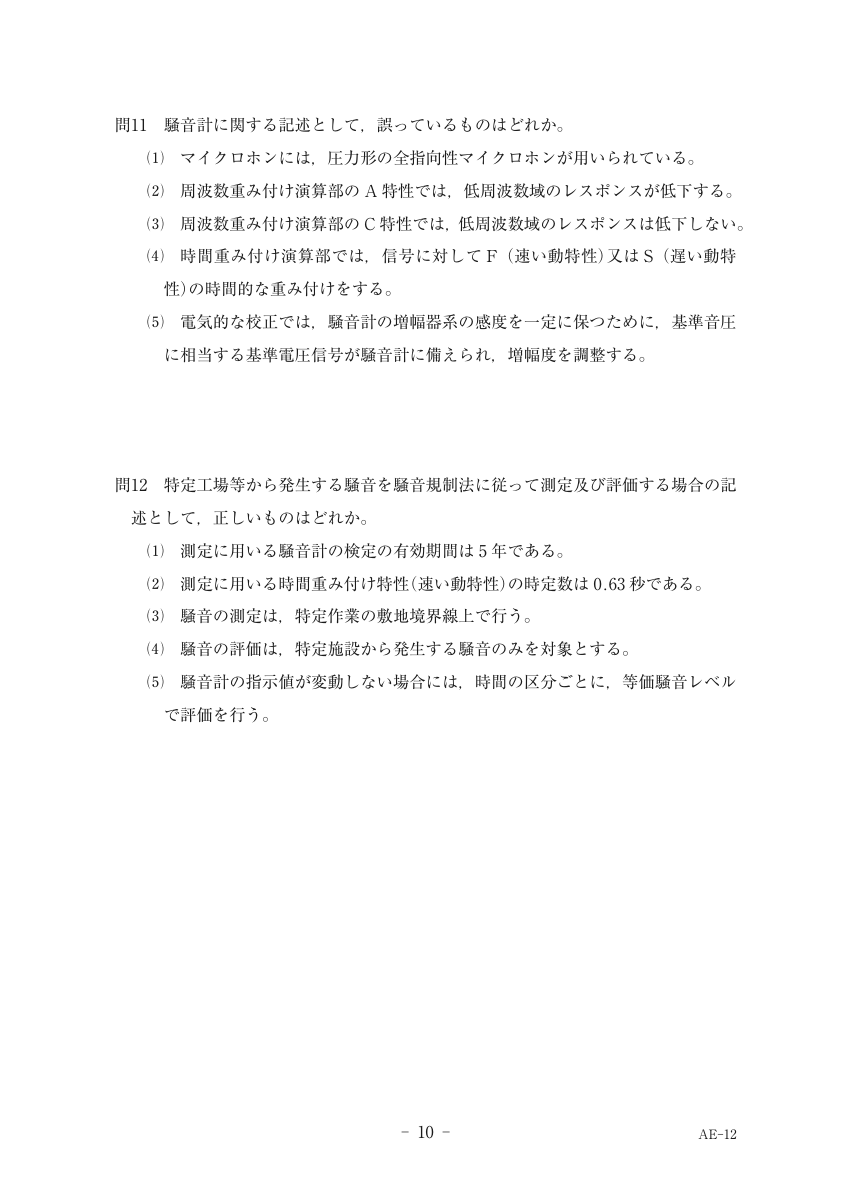 問11　騒音計に関する記述として，誤っているものはどれか。
⑴　マイクロホンには，圧力形の全指向性マイクロホンが用いられている。
⑵　周波数重み付け演算部の A 特性では，低周波数域のレスポンスが低下する。
⑶　周波数重み付け演算部の C 特性では，低周波数域のレスポンスは低下しない。
⑷　時間重み付け演算部では，信号に対して F（速い動特性）又は S（遅い動特
性）の時間的な重み付けをする。
⑸　電気的な校正では，騒音計の増幅器系の感度を一定に保つために，基準音圧
に相当する基準電圧信号が騒音計に備えられ，増幅度を調整する。
問12　特定工場等から発生する騒音を騒音規制法に従って測定及び評価する場合の記
述として，正しいものはどれか。
⑴　測定に用いる騒音計の検定の有効期間は 5 年である。
⑵　測定に用いる時間重み付け特性（速い動特性）の時定数は 0.63 秒である。
⑶　騒音の測定は，特定作業の敷地境界線上で行う。
⑷　騒音の評価は，特定施設から発生する騒音のみを対象とする。
⑸　騒音計の指示値が変動しない場合には，時間の区分ごとに，等価騒音レベル
で評価を行う。
– 10 –
AE–12